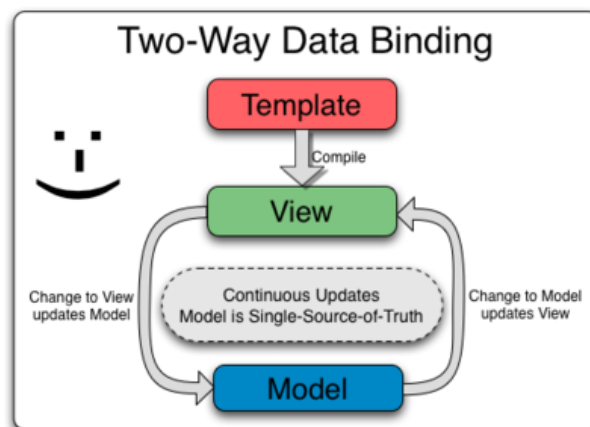 Two-Way Data Binding
Template
Compile
View
Change to View
updates Model
Continuous Updates
Model is Single-Source-of-Truth
Change to Model
updates View
Model